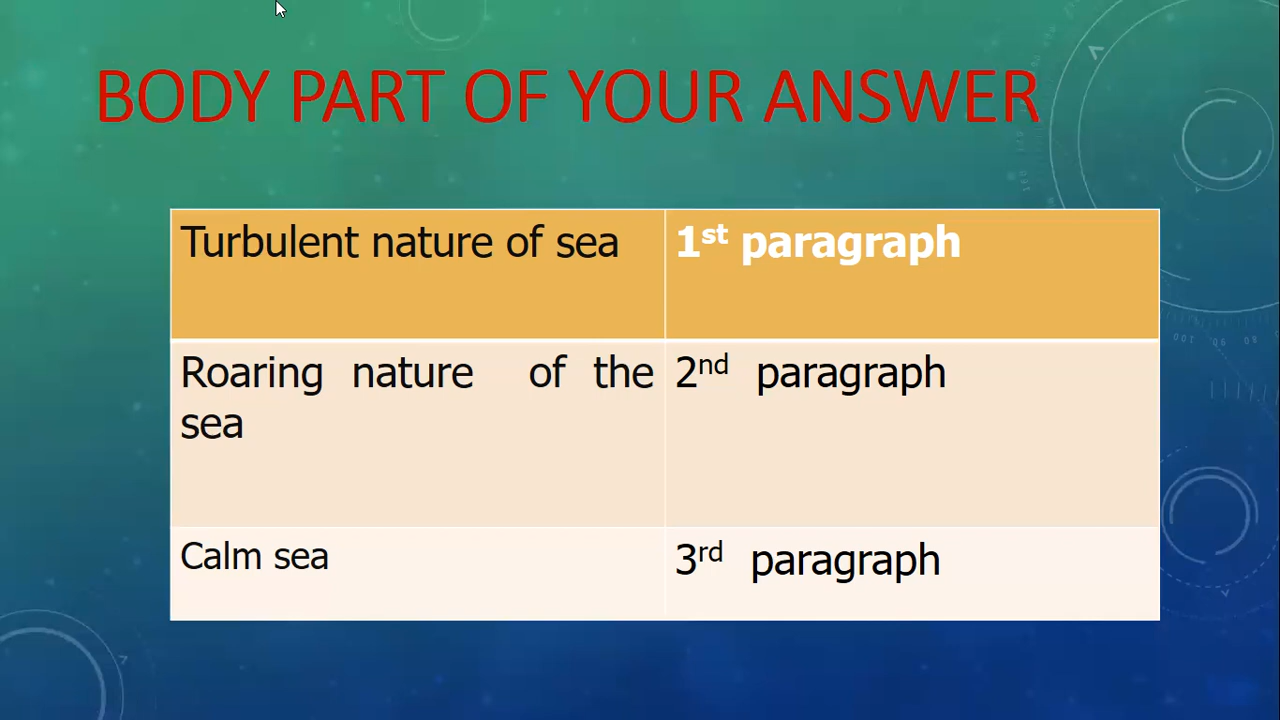 BODY PART OF YOUR ANSWER
Turbulent nature of sea
1st paragraph
Roaring nature of the
sea
2nd paragraph
Calm sea
3rd paragraph